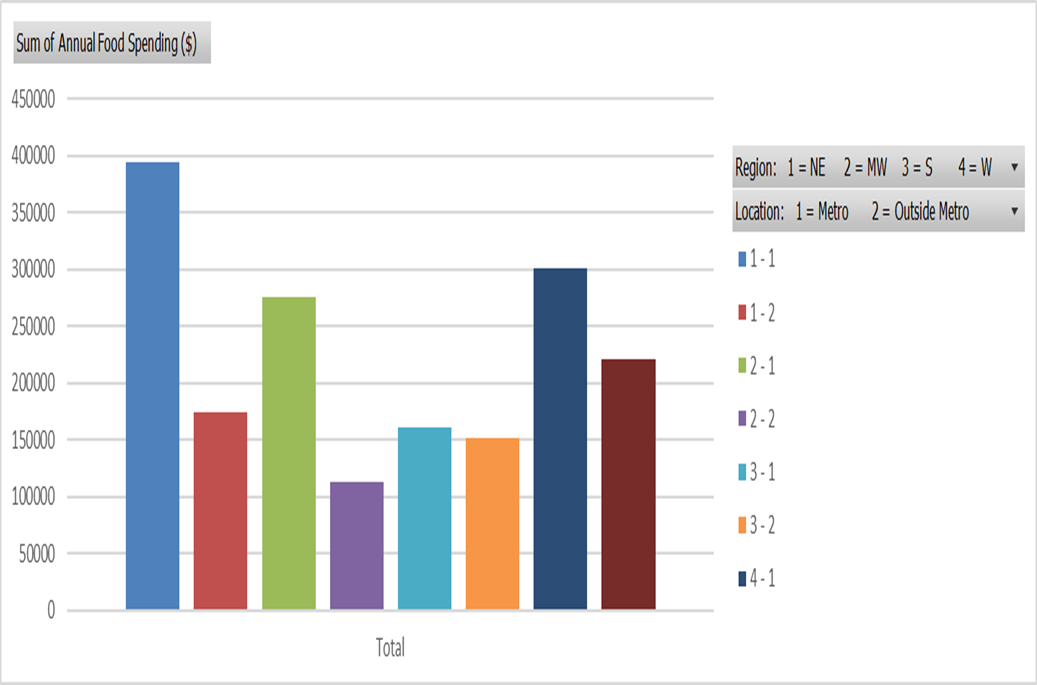 Sum of Annual Food Spending ($)
450000
400000
350000
300000
250000
200000
150000
100000
50000
0
Total
Region: 1 = NE 2 = MW 3 = S 4 = W
Location: 1 = Metro 2 = Outside Metro
1 - 1
1 - 2
2 - 1
2 - 2
3 - 1
3 - 2
4 - 1